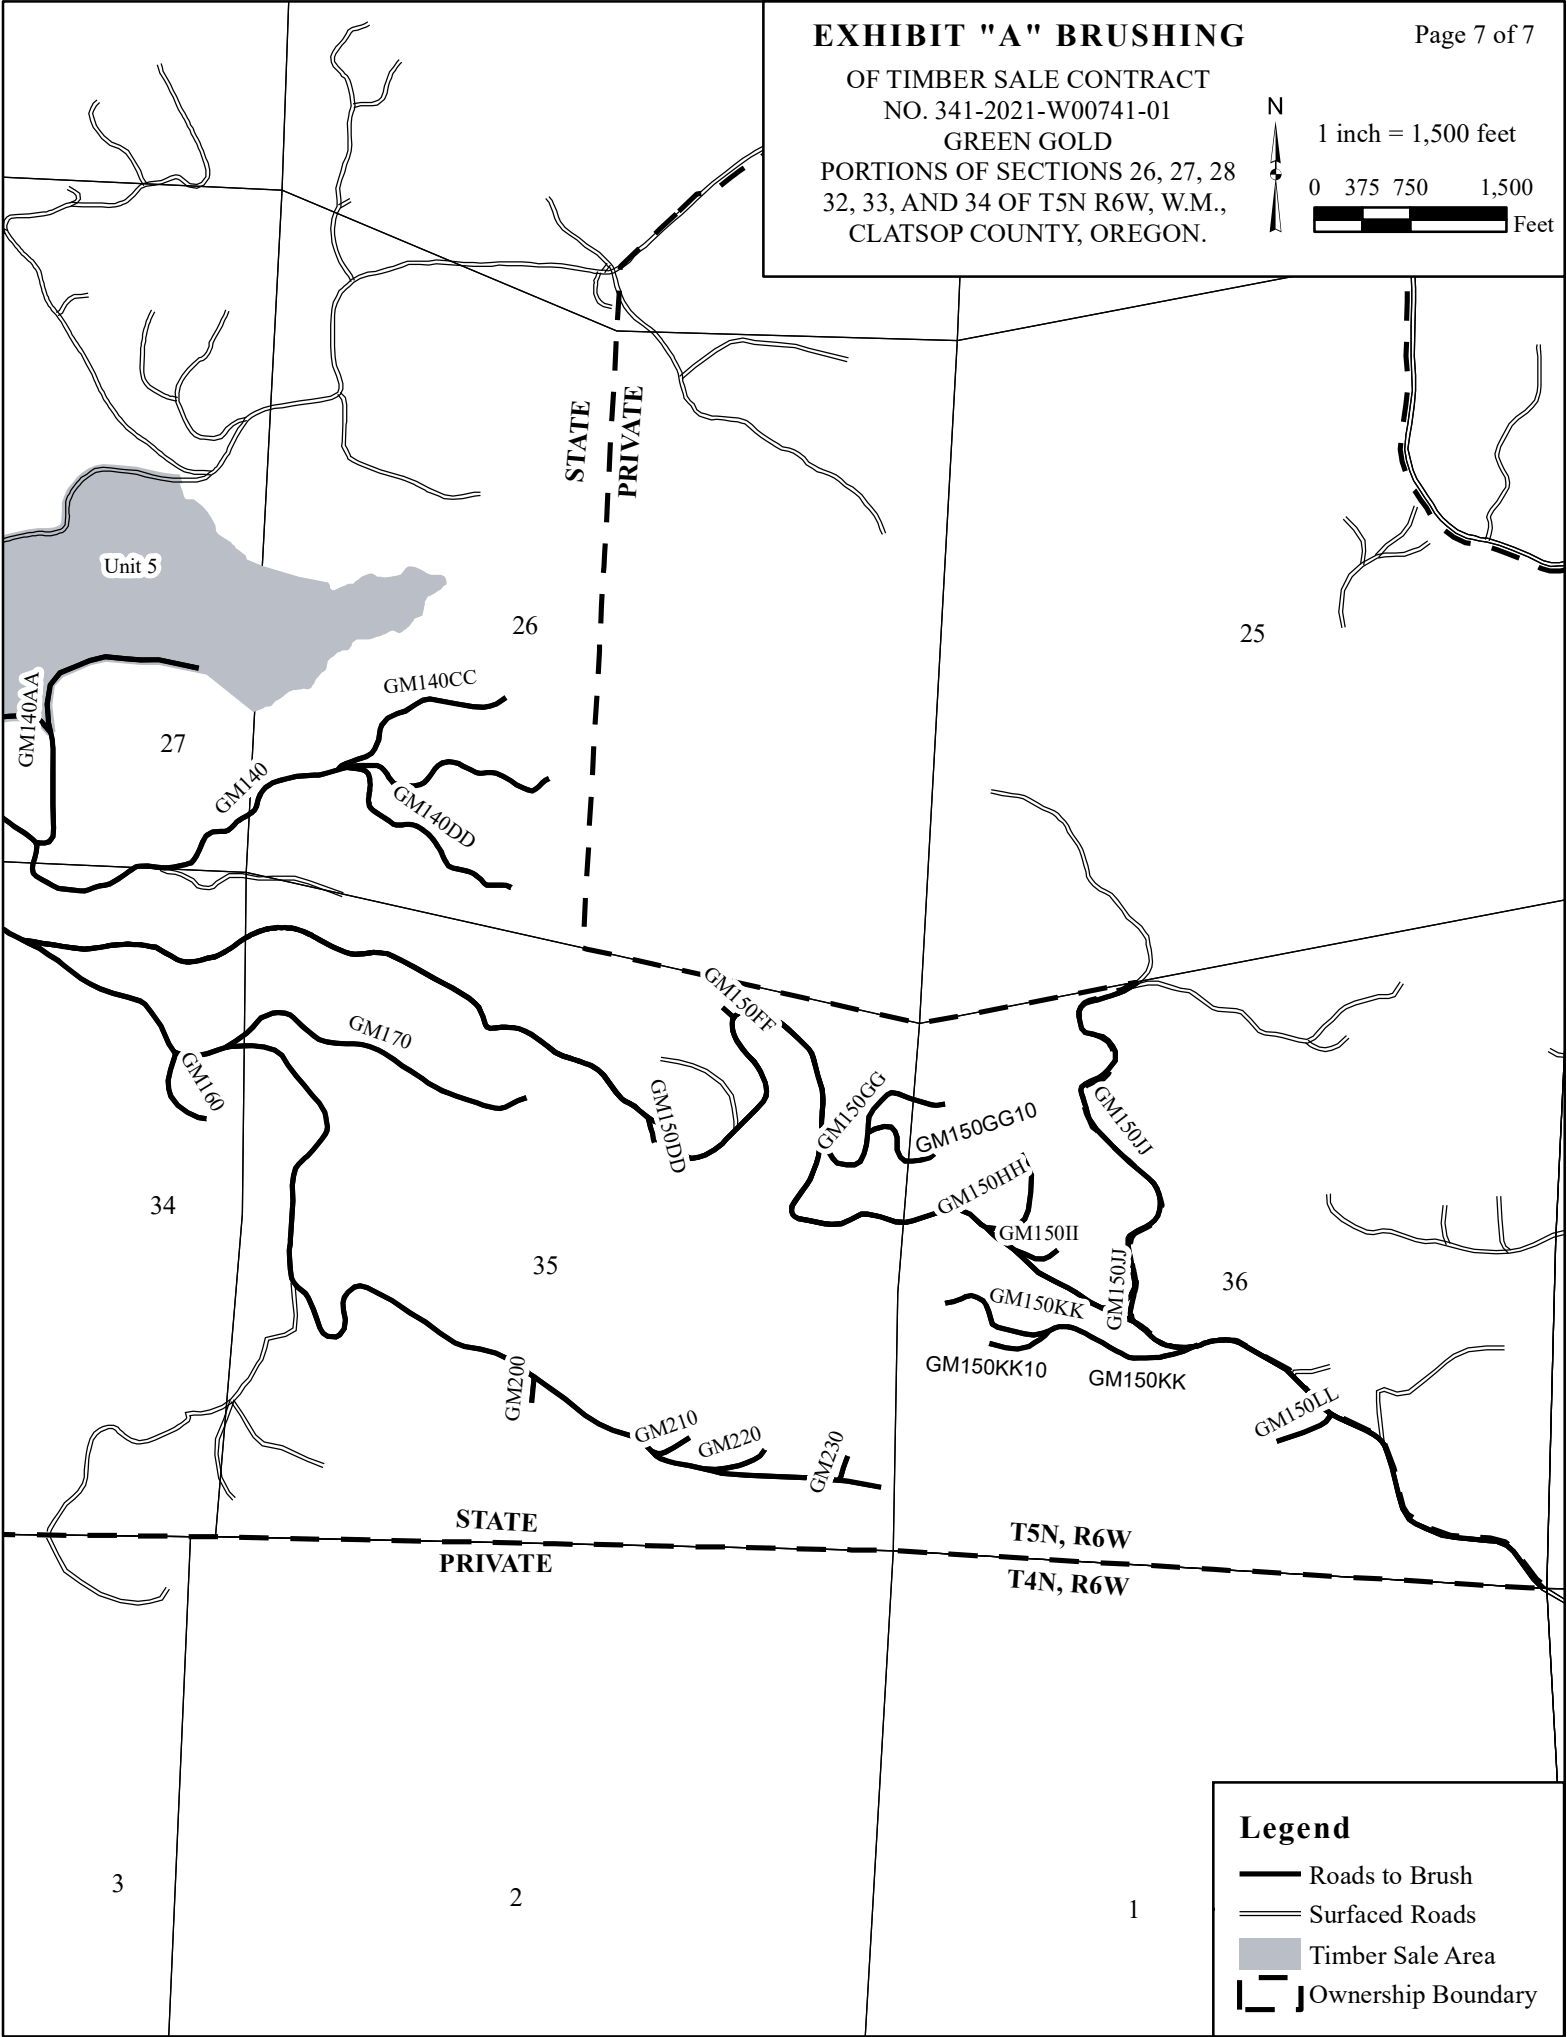 EXHIBIT "A" BRUSHING
Page 7 of 7
OF TIMBER SALE CONTRACT
NO. 341-2021-W00741-01
GREEN GOLD
PORTIONS OF SECTIONS 26, 27, 28
32, 33, AND 34 OF T5N R6W, W.M.,
CLATSOP COUNTY, OREGON.
N
1 inch = 1,500 feet
0 375 750 1,500
Feet
STATE
PRIVATE
Unit 5
26
25
GM140AA
GM140CC
27
GM140
GM140DD
GM150FF
GM170
GM160
GM150DD
GM150GG
GM150GG10
GM150JJ
GM150HH
34
GM150II
35
GM150JJ
36
GM150KK
GM150KK10
GM150KK
GM200
GM210
GM220
GM230
GM150LL
STATE
PRIVATE
T5N, R6W
T4N, R6W
3
2
1
Legend
Roads to Brush
Surfaced Roads
Timber Sale Area
Ownership Boundary